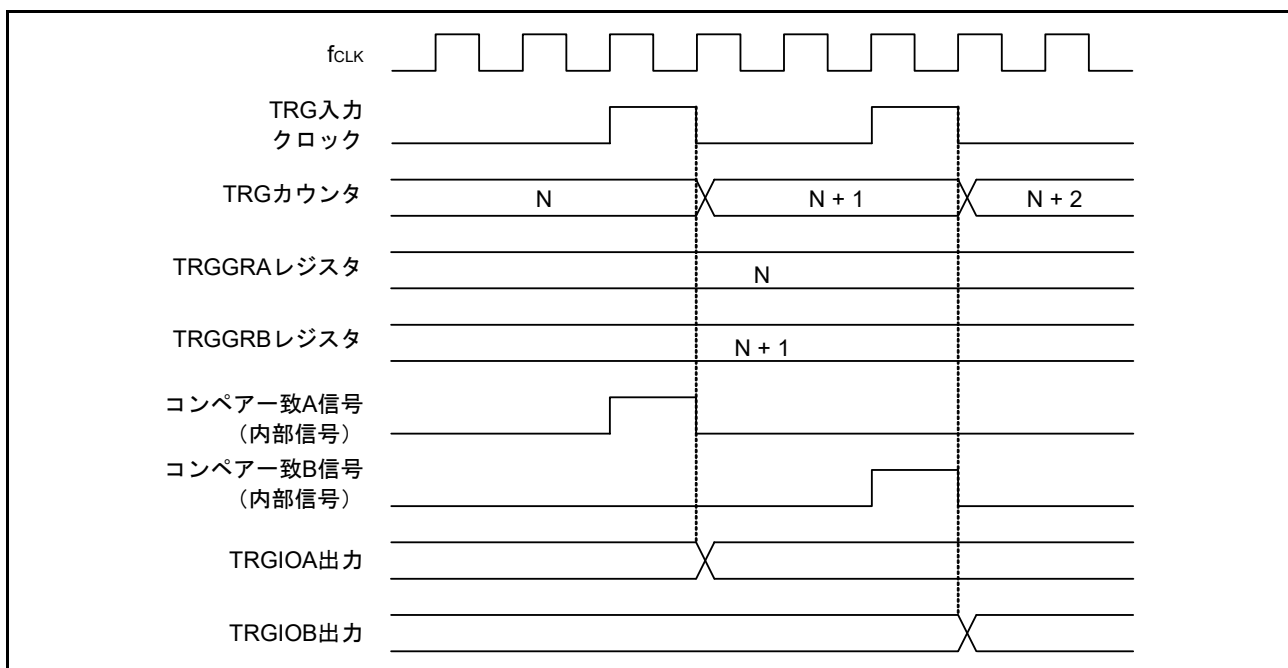 fCLK
TRG入力
クロック
TRGカウンタ
N
N + 1
N + 2
TRGGRAレジスタ
N
TRGGRBレジスタ
N + 1
コンペアー致A信号
（内部信号）
コンペアー致B信号
（内部信号）
TRGIOA出力
TRGIOB出力